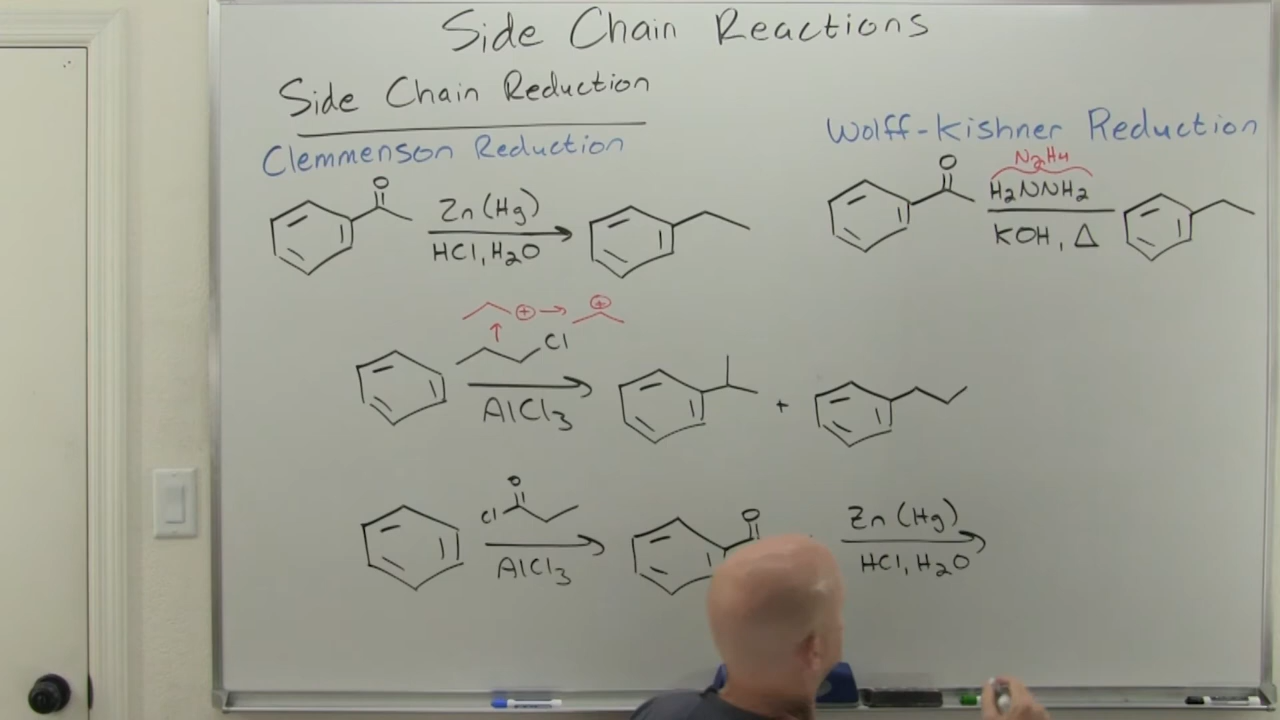 Side Chain Reactions
Side Chain Reduction
Clemmenson Reduction
O
Zn(Hg)
HCl, H2O
Wolff-Kishner Reduction
N2H4
O
H2NNH2
KOH, Δ
⊕ → ⊕
↑
Cl
AlCl3
+
O
Cl
AlCl3
O
Zn(Hg)
HCl, H2O